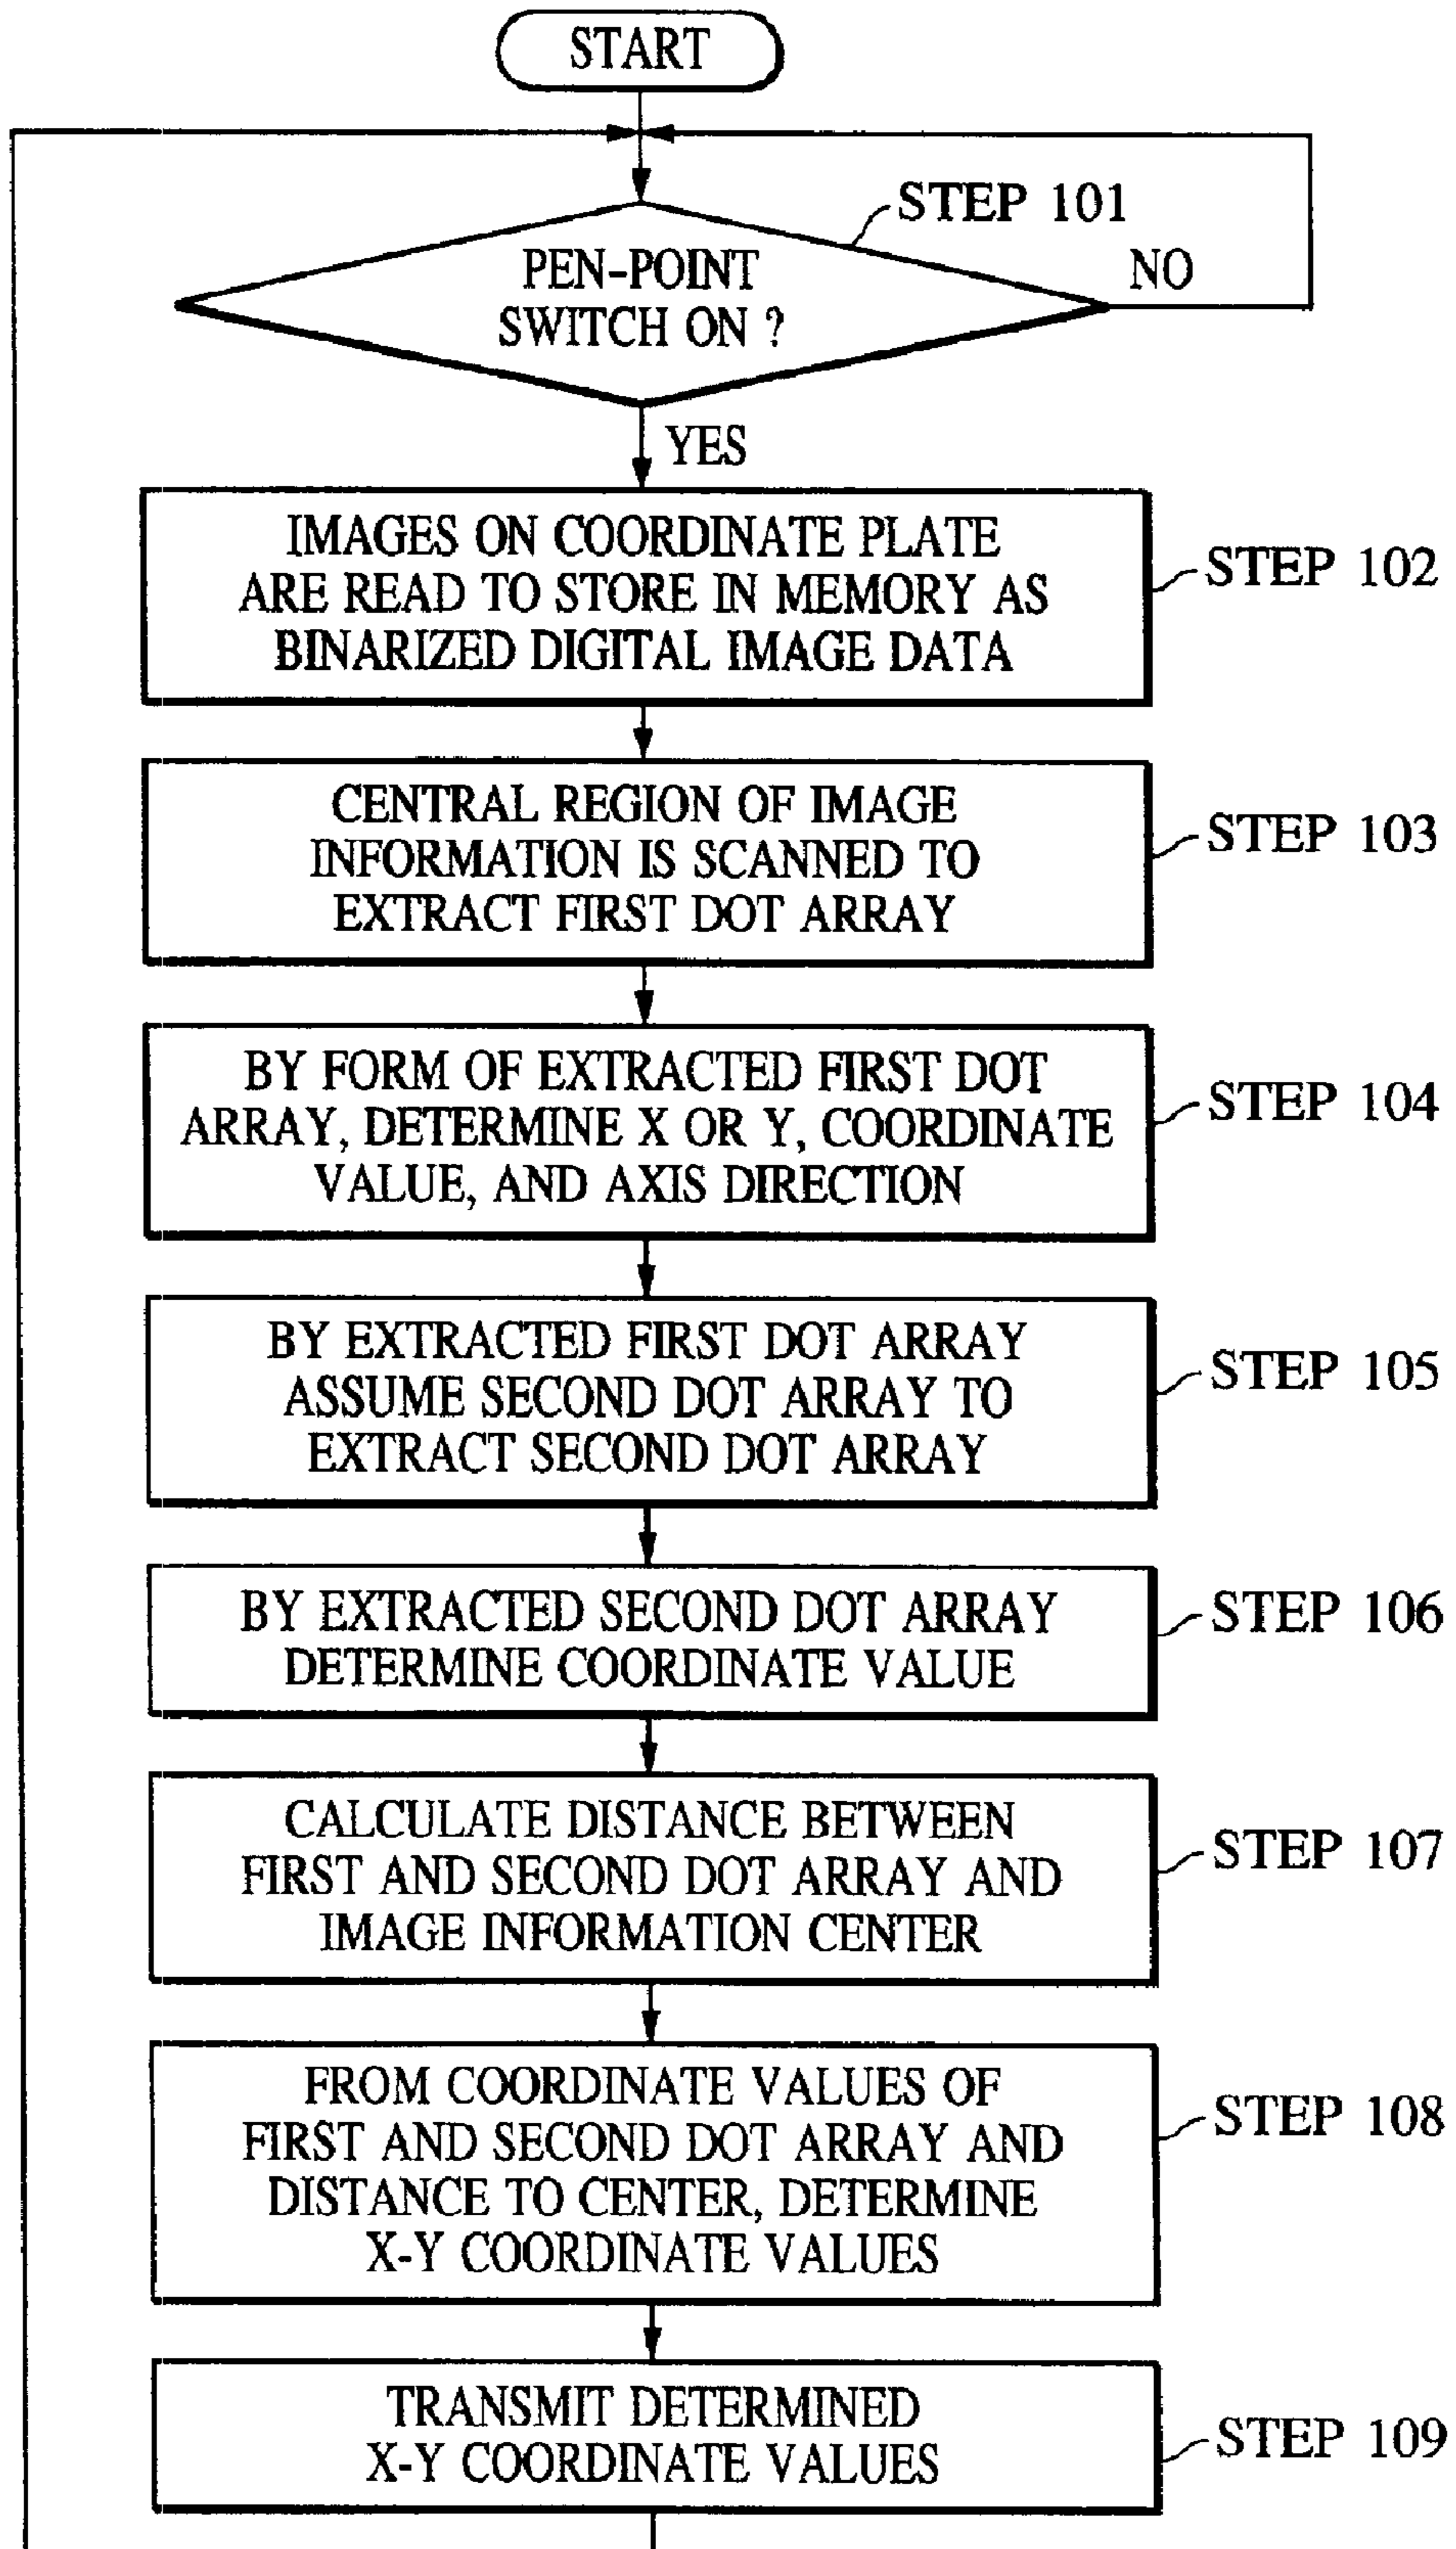 START
STEP 101
PEN-POINT
SWITCH ON ?
NO
YES
IMAGES ON COORDINATE PLATE
ARE READ TO STORE IN MEMORY AS
BINARIZED DIGITAL IMAGE DATA
STEP 102
CENTRAL REGION OF IMAGE
INFORMATION IS SCANNED TO
EXTRACT FIRST DOT ARRAY
STEP 103
BY FORM OF EXTRACTED FIRST DOT
ARRAY, DETERMINE X OR Y, COORDINATE
VALUE, AND AXIS DIRECTION
STEP 104
BY EXTRACTED FIRST DOT ARRAY
ASSUME SECOND DOT ARRAY TO
EXTRACT SECOND DOT ARRAY
STEP 105
BY EXTRACTED SECOND DOT ARRAY
DETERMINE COORDINATE VALUE
STEP 106
CALCULATE DISTANCE BETWEEN
FIRST AND SECOND DOT ARRAY AND
IMAGE INFORMATION CENTER
STEP 107
FROM COORDINATE VALUES OF
FIRST AND SECOND DOT ARRAY AND
DISTANCE TO CENTER, DETERMINE
X-Y COORDINATE VALUES
STEP 108
TRANSMIT DETERMINED
X-Y COORDINATE VALUES
STEP 109